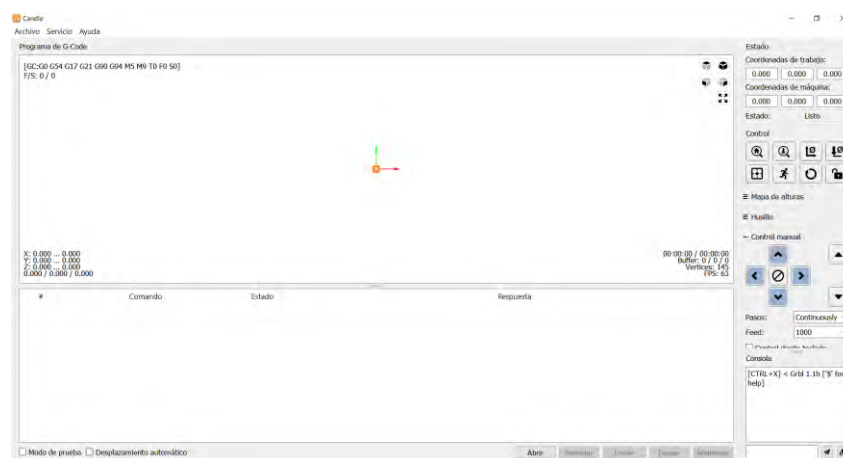 Candle
Archivo Servicio Ayuda
Programa de G-Code
[GC:G0 G54 G17 G21 G90 G94 M5 M9 T0 F0 S0]
F/S: 0 / 0
X: 0.000 ... 0.000
Y: 0.000 ... 0.000
Z: 0.000 ... 0.000
0.000 / 0.000 / 0.000
00:00:00 / 00:00:00
Buffer: 0 / 0 / 0
Vertices: 145
FPS: 63
# Comando Estado Respuesta
Modo de prueba Desplazamiento automático
Abrir
Estado
Coordenadas de trabajo:
0.000 0.000 0.000
Coordenadas de máquina:
0.000 0.000 0.000
Estado: Listo
Control
Mapa de alturas
Husillo
Control manual
Pasos: Continuously
Feed: 1000
Consola
[CTRL+X] < Grbl 1.1h ['$' for
help]